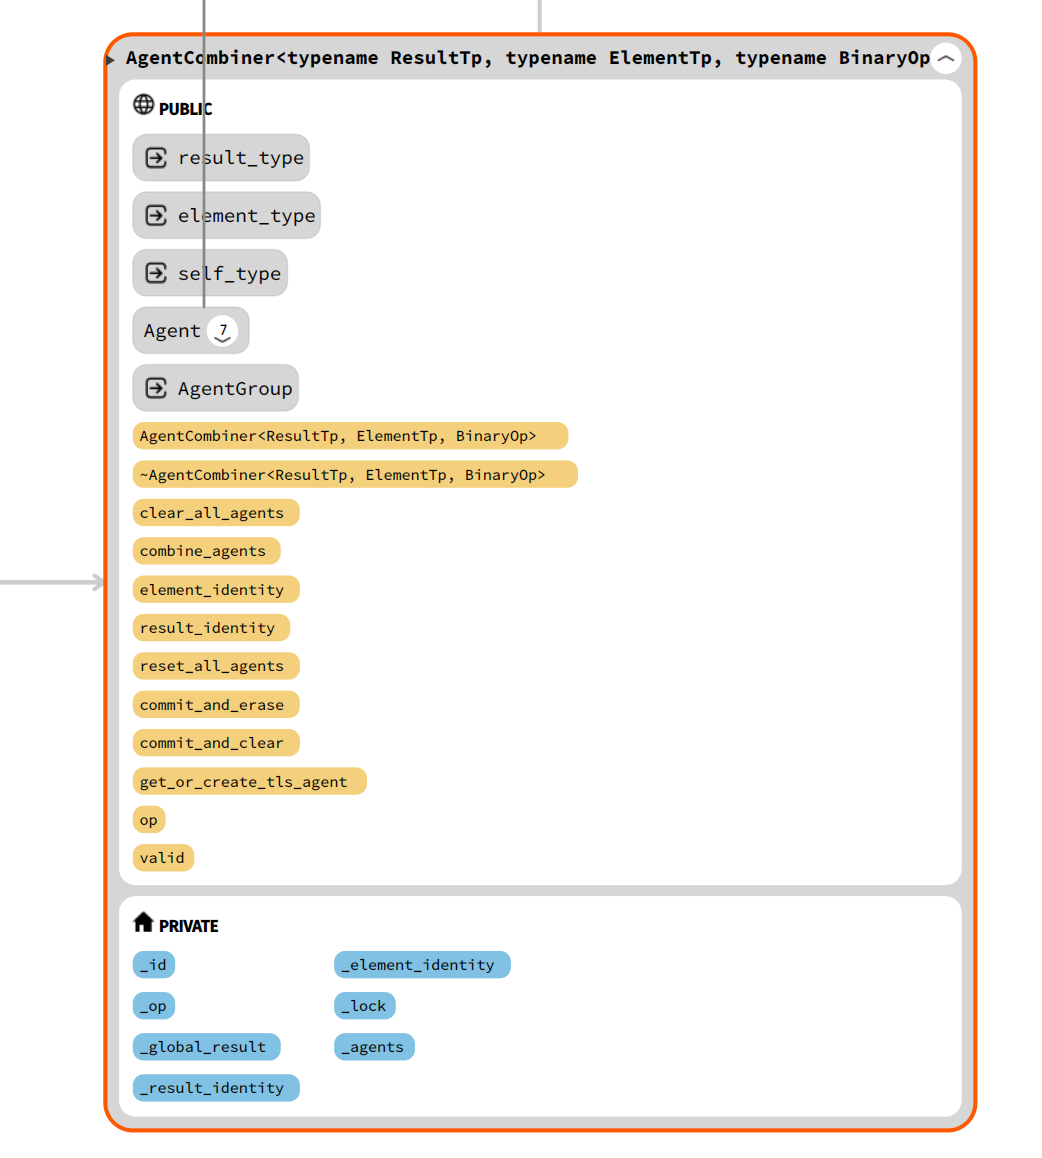 AgentCombiner<typename ResultTp, typename ElementTp, typename BinaryOp
PUBLIC
result_type
element_type
self_type
Agent 7
AgentGroup
AgentCombiner<ResultTp, ElementTp, BinaryOp>
~AgentCombiner<ResultTp, ElementTp, BinaryOp>
clear_all_agents
combine_agents
element_identity
result_identity
reset_all_agents
commit_and_erase
commit_and_clear
get_or_create_tls_agent
op
valid
PRIVATE
_id _element_identity
_op _lock
_global_result _agents
_result_identity